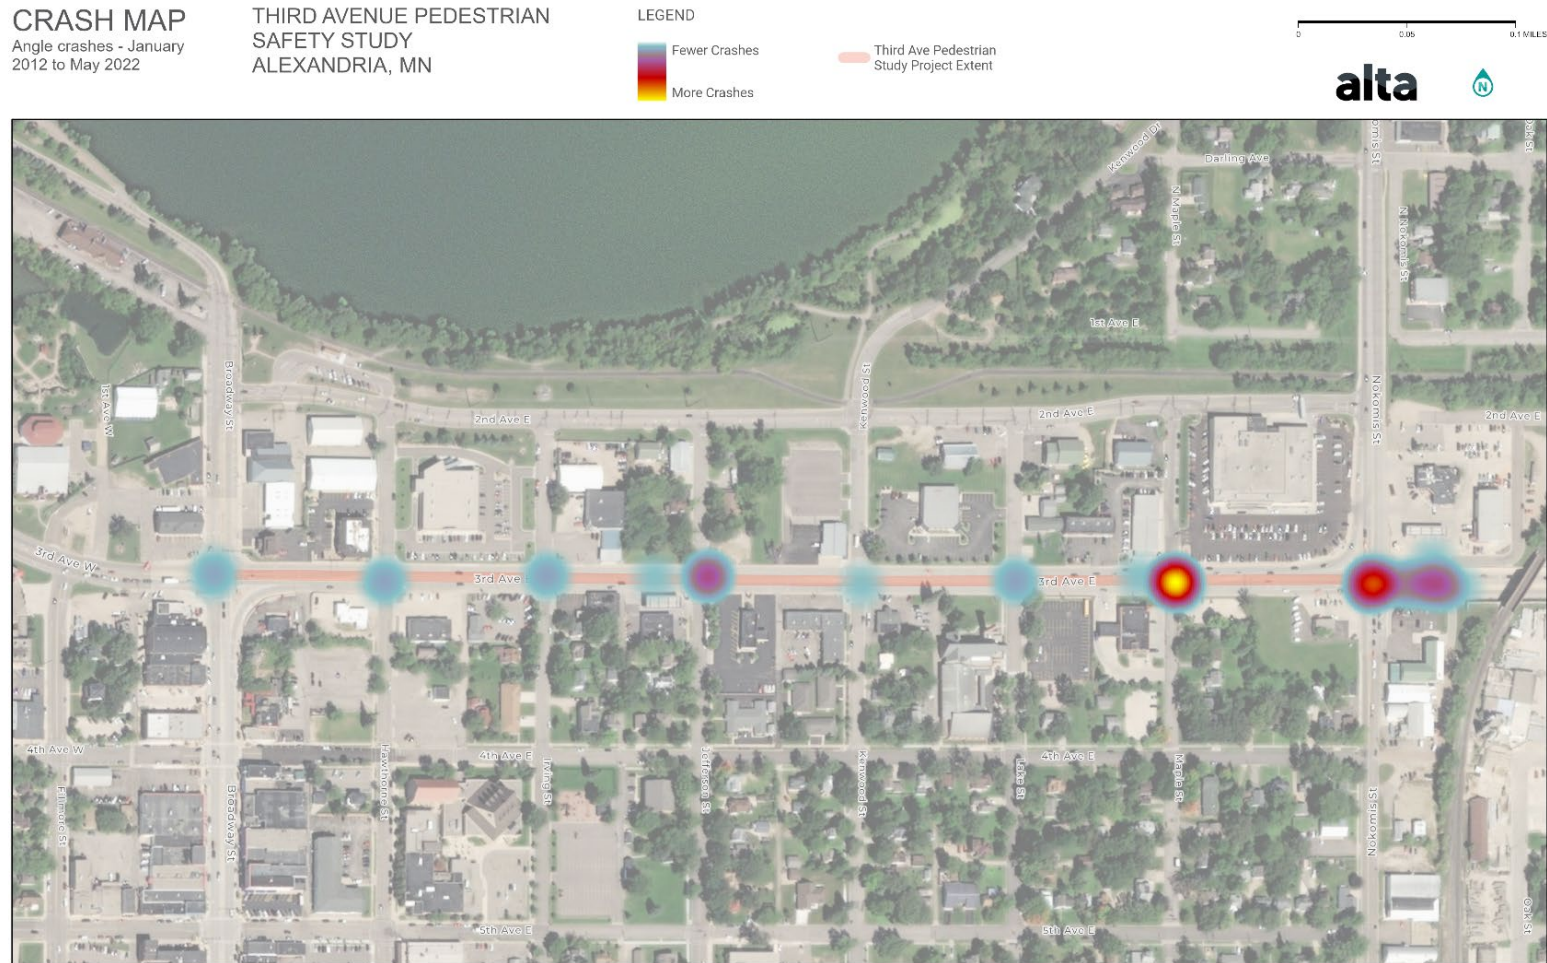 CRASH MAP
Angle crashes - January
2012 to May 2022
THIRD AVENUE PEDESTRIAN
SAFETY STUDY
ALEXANDRIA, MN
LEGEND
Fewer Crashes
More Crashes
Third Ave Pedestrian
Study Project Extent
0
0.05
0.1 MILES
alta
N
Kenwood Dr
Darling Ave
N Maple St
N Nokomis St
1st Ave E
Broadway St
1st Ave W
Kenwood St
Nokomis St
2nd Ave E
2nd Ave E
2nd Ave E
3rd Ave W
3rd Ave
3rd Ave E
4th Ave W
4th Ave E
4th Ave E
Fillmore St
Broadway St
Hawthorne St
Irving St
Jefferson St
Kenwood St
Lake St
Maple St
Nokomis St
5th Ave E
5th Ave E
Oak St